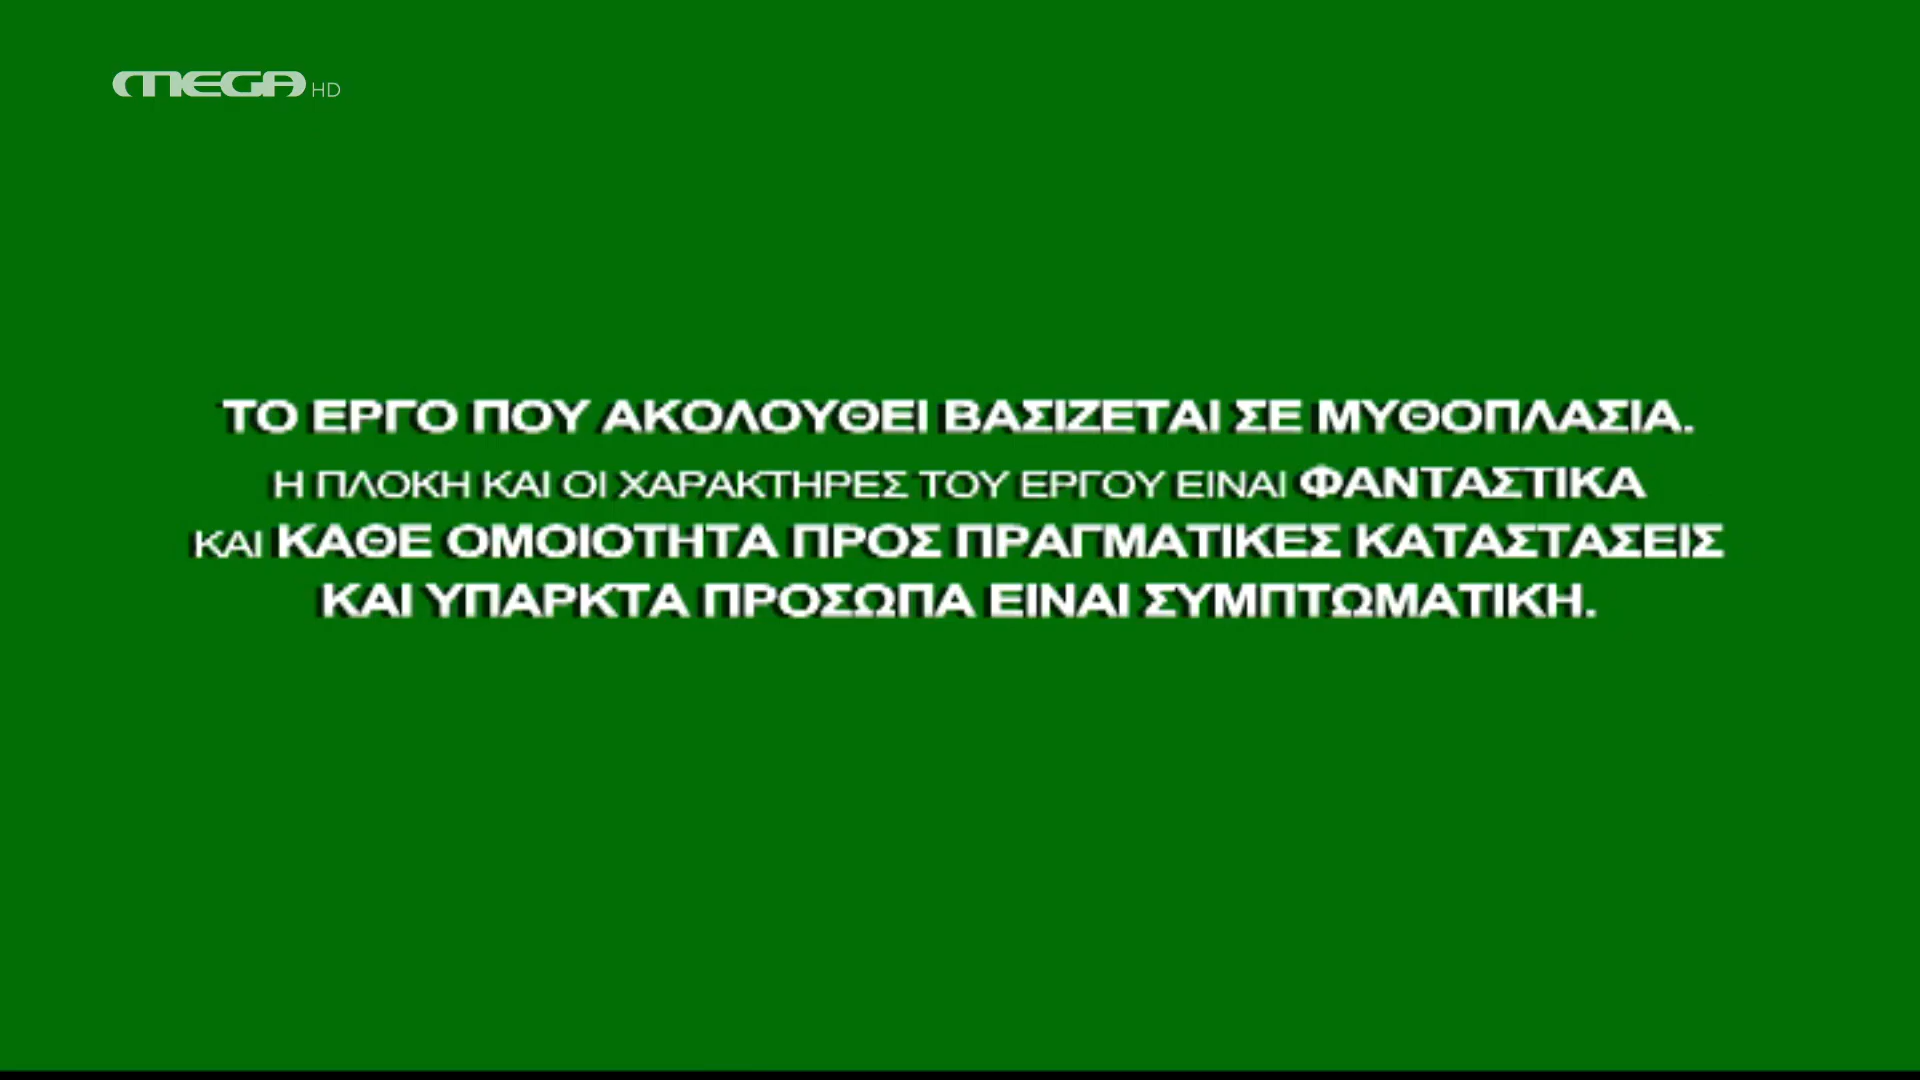 MEGA HD
ΤΟ ΕΡΓΟ ΠΟΥ ΑΚΟΛΟΥΘΕΙ ΒΑΣΙΖΕΤΑΙ ΣΕ ΜΥΘΟΠΛΑΣΙΑ.
Η ΠΛΟΚΗ ΚΑΙ ΟΙ ΧΑΡΑΚΤΗΡΕΣ ΤΟΥ ΕΡΓΟΥ ΕΙΝΑΙ ΦΑΝΤΑΣΤΙΚΑ
ΚΑΙ ΚΑΘΕ ΟΜΟΙΟΤΗΤΑ ΠΡΟΣ ΠΡΑΓΜΑΤΙΚΕΣ ΚΑΤΑΣΤΑΣΕΙΣ
ΚΑΙ ΥΠΑΡΚΤΑ ΠΡΟΣΩΠΑ ΕΙΝΑΙ ΣΥΜΠΤΩΜΑΤΙΚΗ.